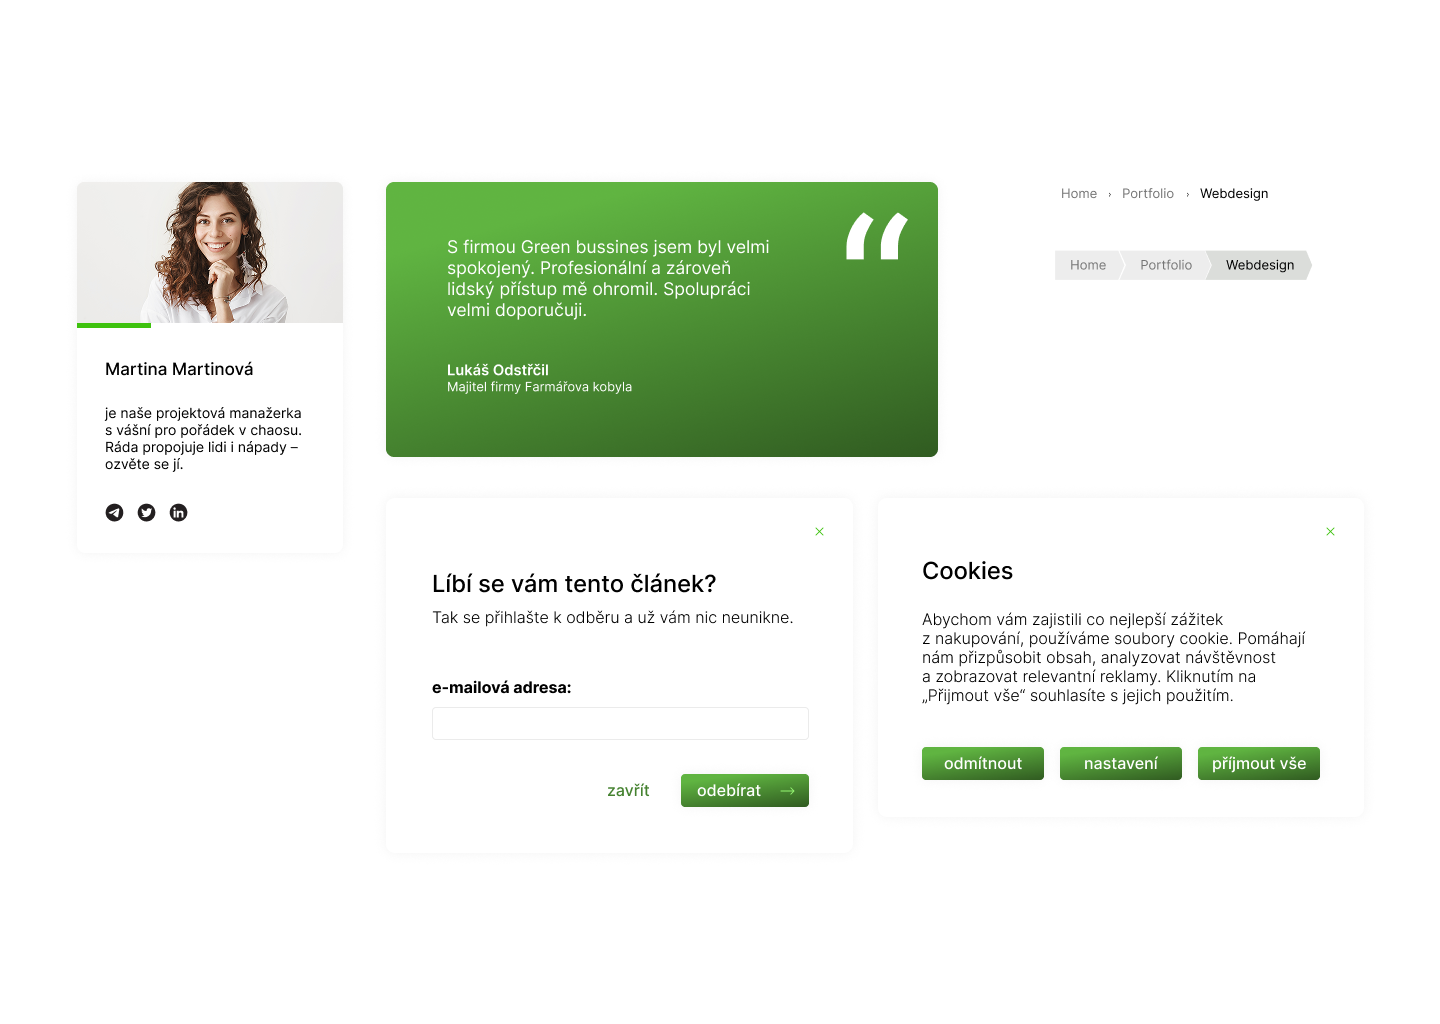 Martina Martinová
je naše projektová manažerka
s vášní pro pořádek v chaosu.
Ráda propojuje lidi i nápady –
ozvěte se jí.
in
“
S firmou Green bussines jsem byl velmi
spokojený. Profesionální a zároveň
lidský přístup mě ohromil. Spolupráci
velmi doporučuji.
Lukáš Odstřčil
Majitel firmy Farmářova kobyla
Home › Portfolio › Webdesign
Home Portfolio Webdesign
Líbí se vám tento článek?
Tak se přihlašte k odběru a už vám nic neunikne.
e-mailová adresa:
zavřít odebírat →
Cookies
Abychom vám zajistili co nejlepší zážitek
z nakupování, používáme soubory cookie. Pomáhají
nám přizpůsobit obsah, analyzovat návštěvnost
a zobrazovat relevantní reklamy. Kliknutím na
„Přijmout vše“ souhlasíte s jejich použitím.
odmítnout nastavení příjmout vše